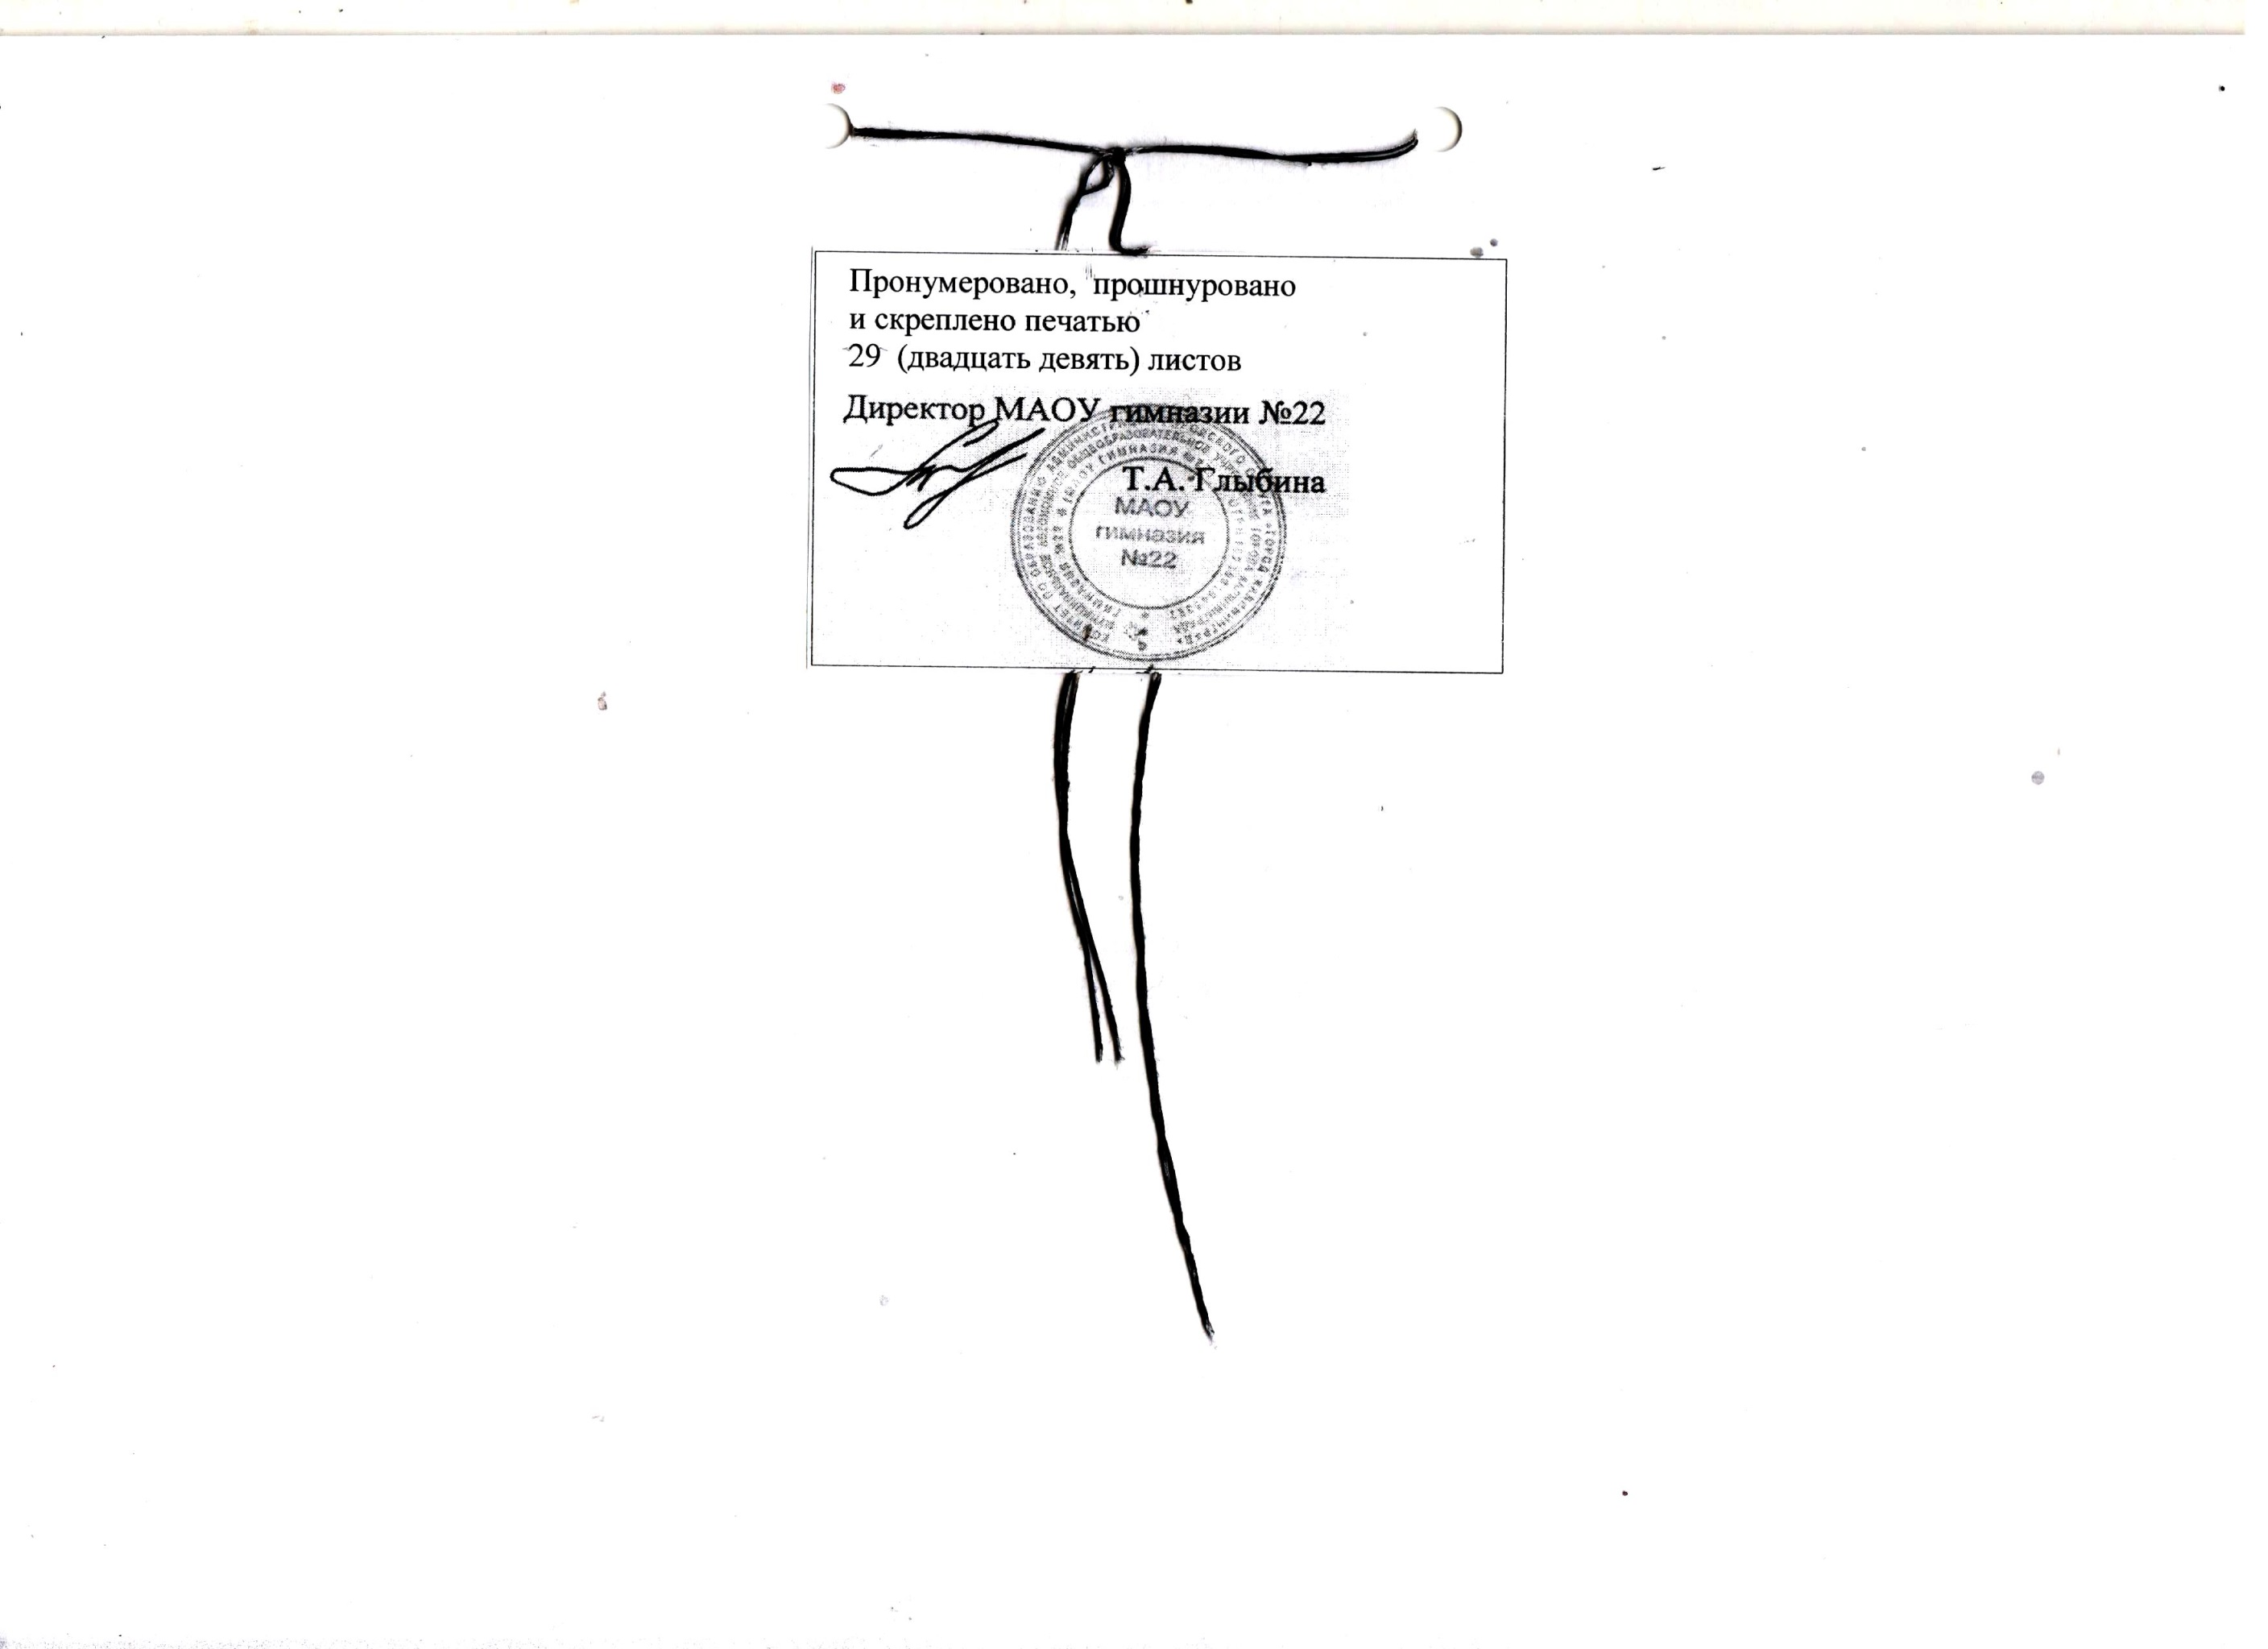 Пронумеровано, прошнуровано
и скреплено печатью
29 (двадцать девять) листов
Директор МАОУ гимназии №22
Т.А. Глыбина
МАОУ
гимназия
№22